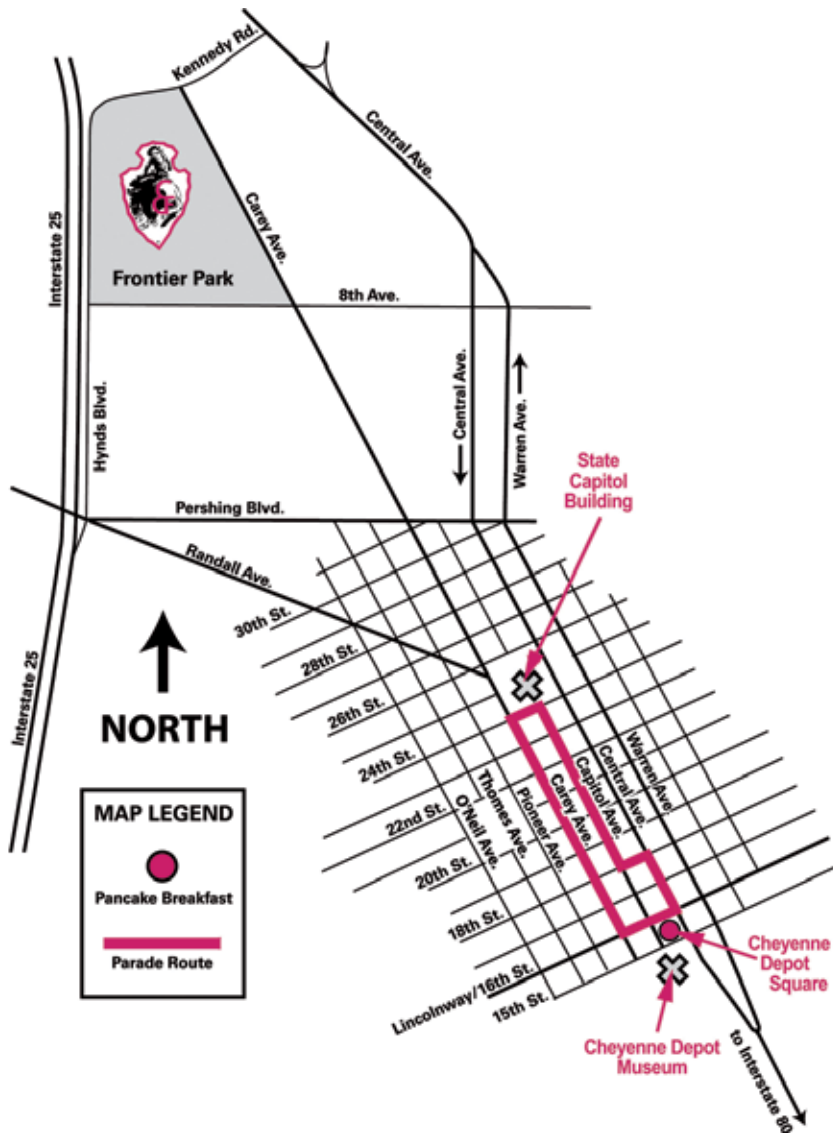 Kennedy Rd.
Central Ave.
Carey Ave.
Interstate 25
Frontier Park
8th Ave.
Hynds Blvd.
Central Ave.
Warren Ave.
State
Capitol
Building
Pershing Blvd.
Randall Ave.
30th St.
28th St.
26th St.
24th St.
22nd St.
20th St.
18th St.
Lincolnway/16th St.
15th St.
Interstate 25
NORTH
O'Neil Ave.
Thomes Ave.
Pioneer Ave.
Carey Ave.
Capitol Ave.
Central Ave.
Warren Ave.
MAP LEGEND
Pancake Breakfast
Parade Route
Cheyenne
Depot
Square
Cheyenne Depot
Museum
to Interstate 80